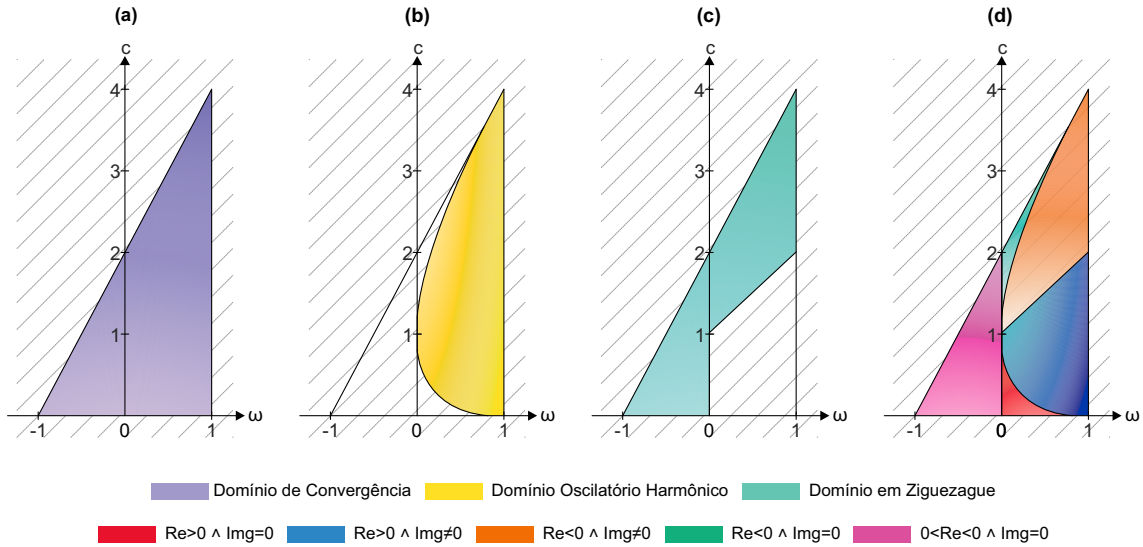 (a) (b) (c) (d)
c c c c
4 4 4 4
3 3 3 3
2 2 2 2
1 1 1 1
ω ω ω ω
-1 0 1 -1 0 1 -1 0 1 -1 0 1
Domínio de Convergência Domínio Oscilatório Harmônico Domínio em Ziguezague
Re>0 ˄ Img=0 Re>0 ˄ Img≠0 Re<0 ˄ Img≠0 Re<0 ˄ Img=0 0<Re<0 ˄ Img=0